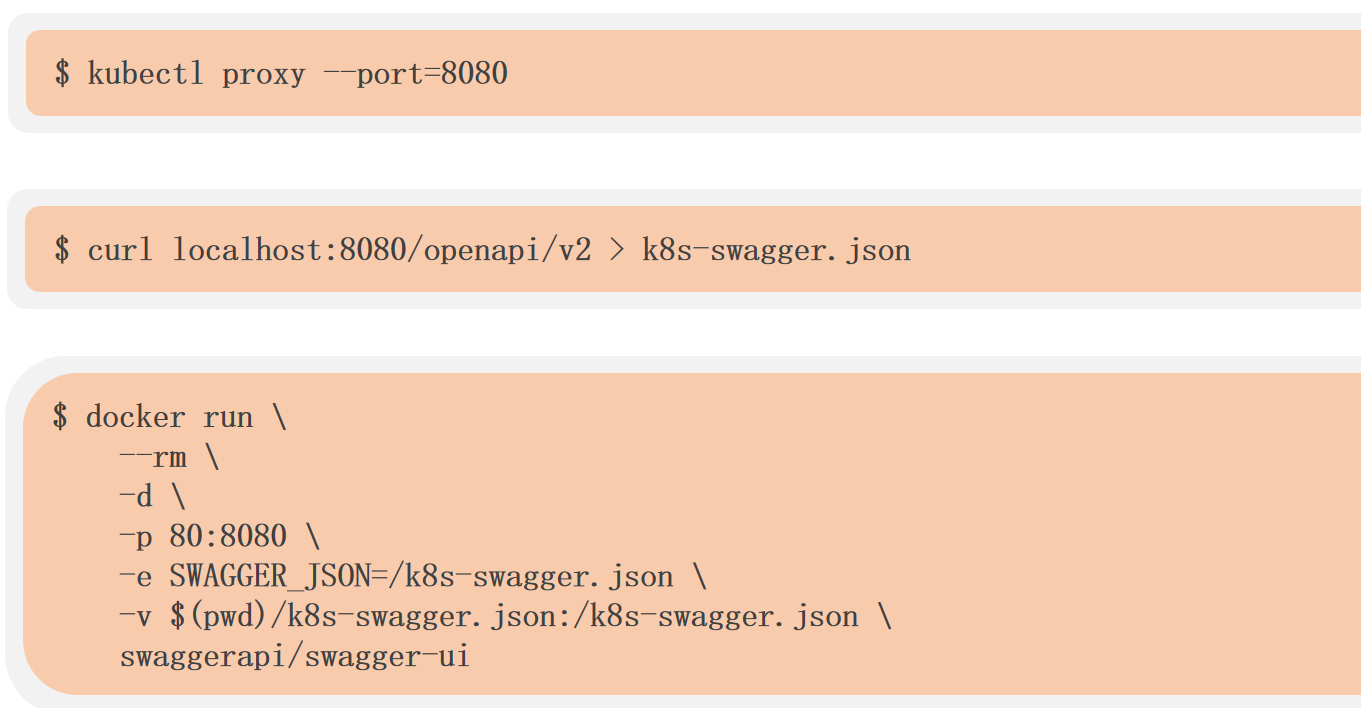 $ kubectl proxy --port=8080
$ curl localhost:8080/openapi/v2 > k8s-swagger.json
$ docker run \
--rm \
-d \
-p 80:8080 \
-e SWAGGER_JSON=/k8s-swagger.json \
-v $(pwd)/k8s-swagger.json:/k8s-swagger.json \
swaggerapi/swagger-ui